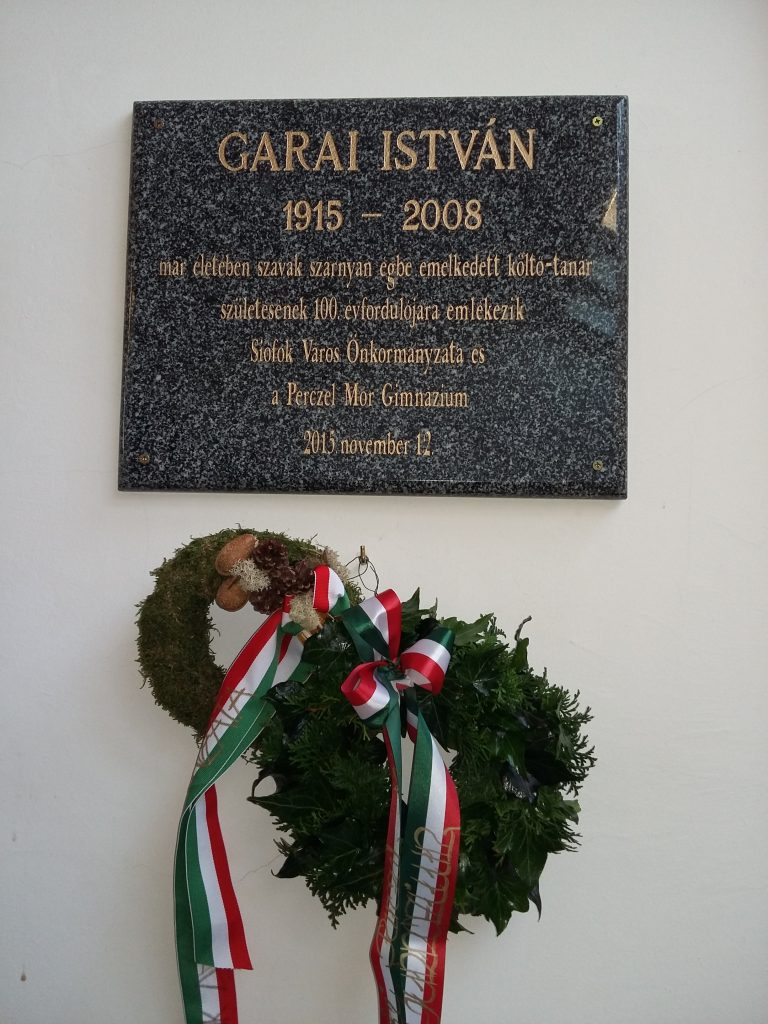 GARAI ISTVÁN
1915 – 2008
már életében szavak szárnyán égbe emelkedett költő-tanár
születésének 100. évfordulójára emlékezik
Siófok Város Önkormányzata és
a Perczel Mór Gimnázium
2015 november 12.